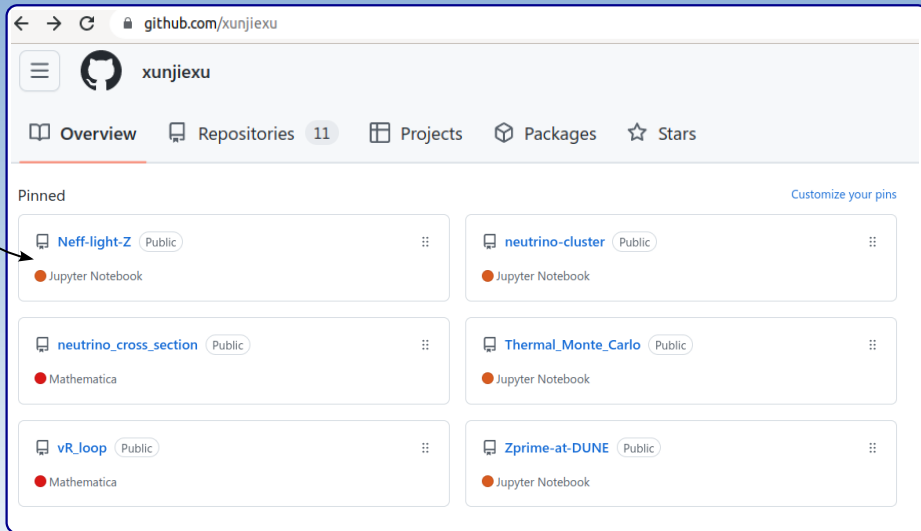 github.com/xunjiexu
xunjiexu
Overview Repositories 11 Projects Packages Stars
Pinned Customize your pins
Neff-light-Z Public
Jupyter Notebook
neutrino-cluster Public
Jupyter Notebook
neutrino_cross_section Public
Mathematica
Thermal_Monte_Carlo Public
Jupyter Notebook
νR_loop Public
Mathematica
Zprime-at-DUNE Public
Jupyter Notebook